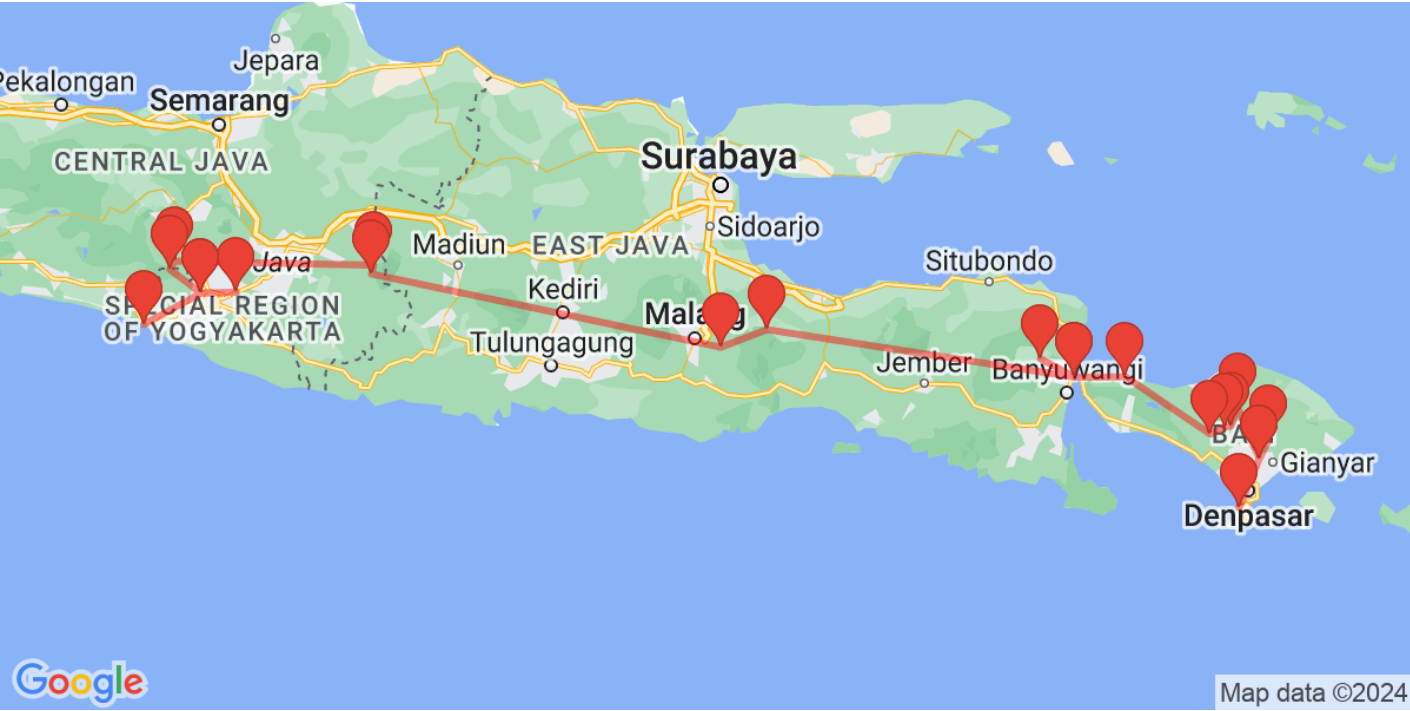 Jepara
Pekalongan
Semarang
CENTRAL JAVA
Surabaya
Sidoarjo
Java
Madiun
EAST JAVA
Situbondo
Kediri
SPECIAL REGION
OF YOGYAKARTA
Malang
Tulungagung
Jember
Banyuwangi
BALI
Gianyar
Denpasar
Google
Map data ©2024